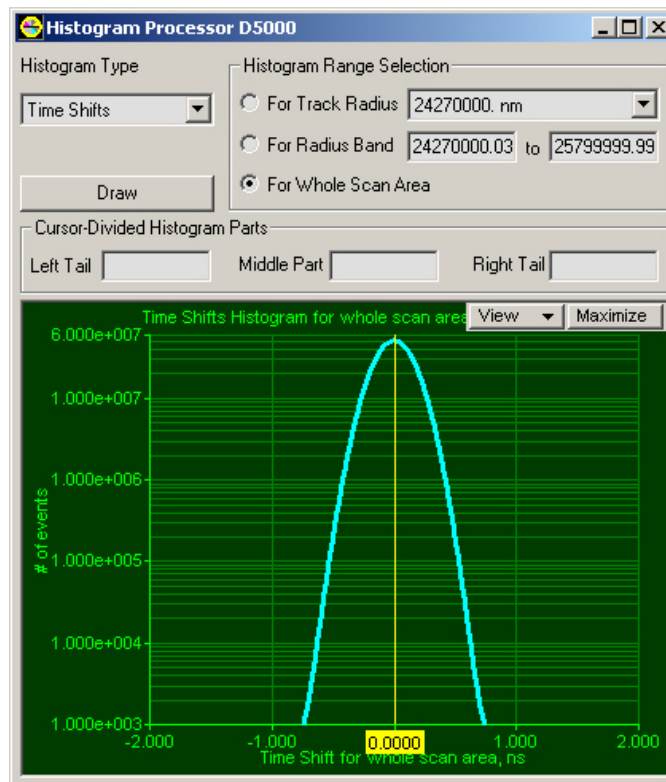 Histogram Processor D5000
Histogram Type
Time Shifts
Draw
Histogram Range Selection
For Track Radius 24270000. nm
For Radius Band 24270000.03 to 25799999.99
For Whole Scan Area
Cursor-Divided Histogram Parts
Left Tail Middle Part Right Tail
Time Shifts Histogram for whole scan area
View Maximize
6.000e+007
1.000e+007
1.000e+006
1.000e+005
1.000e+004
1.000e+003
# of events
-2.000 -1.000 0.0000 1.000 2.000
Time Shift for whole scan area, ns